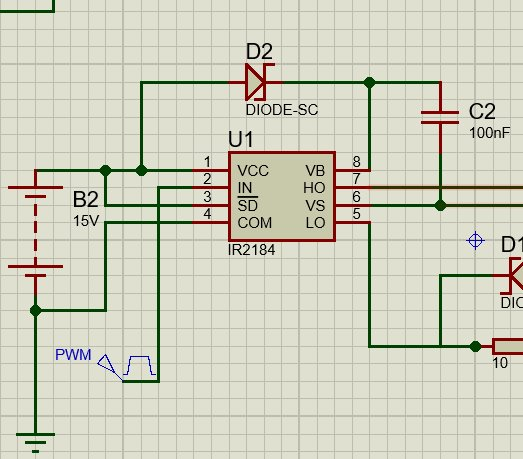 D2
DIODE-SC
C2
100nF
U1
1 VCC VB 8
2 IN HO 7
3 SD VS 6
4 COM LO 5
IR2184
B2
15V
D1
DIO
PWM
10